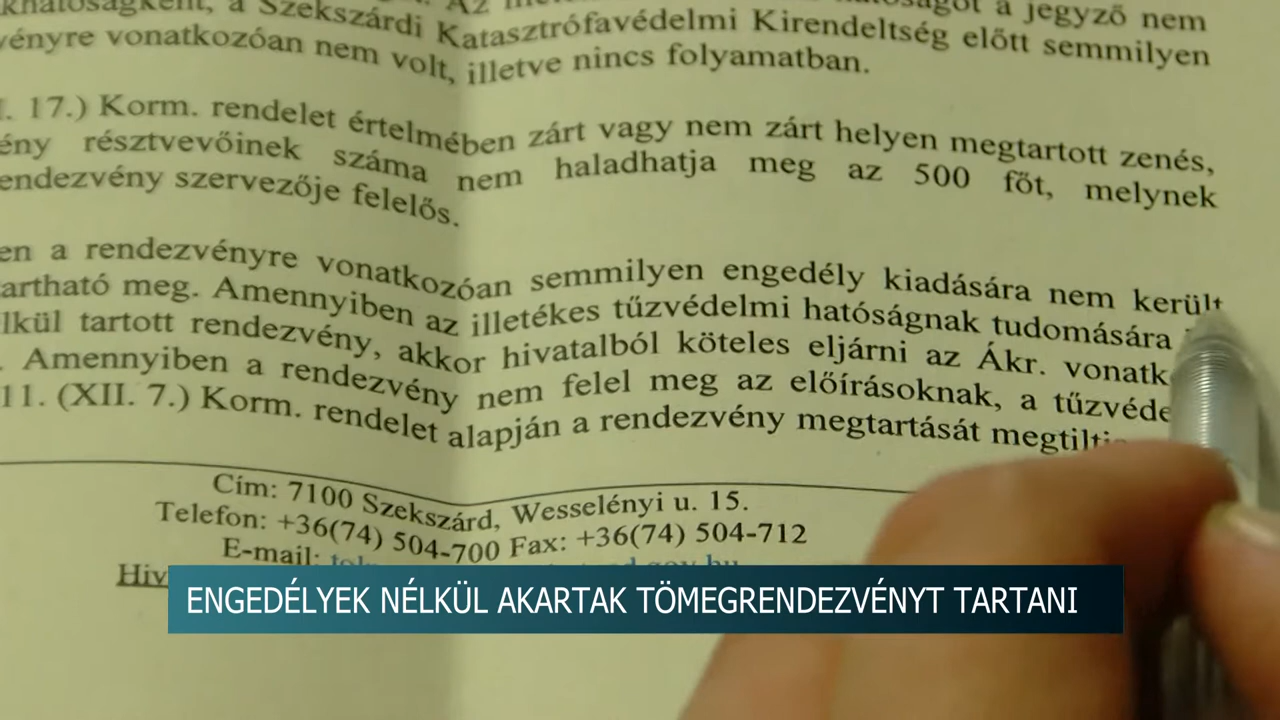 a Szekszárdi Katasztrófavédelmi Kirendeltség előtt semmilyen
vényre vonatkozóan nem volt, illetve nincs folyamatban.
17.) Korm. rendelet értelmében zárt vagy nem zárt helyen megtartott zenés,
ény résztvevőinek száma nem haladhatja meg az 500 főt, melynek
endezvény szervezője felelős.
en a rendezvényre vonatkozóan semmilyen engedély kiadására nem került
artható meg. Amennyiben az illetékes tűzvédelmi hatóságnak tudomására
lkül tartott rendezvény, akkor hivatalból köteles eljárni az Ákr. vonatk
. Amennyiben a rendezvény nem felel meg az előírásoknak, a tűzvéde
11. (XII. 7.) Korm. rendelet alapján a rendezvény megtartását megtilt
Cím: 7100 Szekszárd, Wesselényi u. 15.
Telefon: +36(74) 504-700 Fax: +36(74) 504-712
E-mail:
Hiv
ENGEDÉLYEK NÉLKÜL AKARTAK TÖMEGRENDEZVÉNYT TARTANI